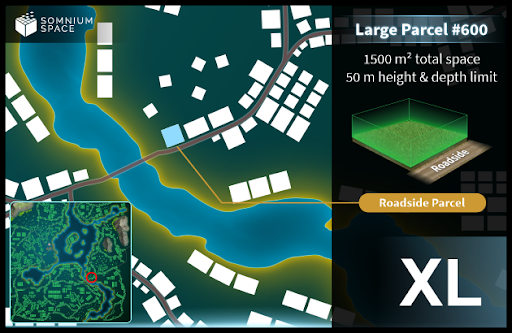 SOMNIUM
SPACE
Large Parcel #600
1500 m² total space
50 m height & depth limit
Roadside
Roadside Parcel
XL